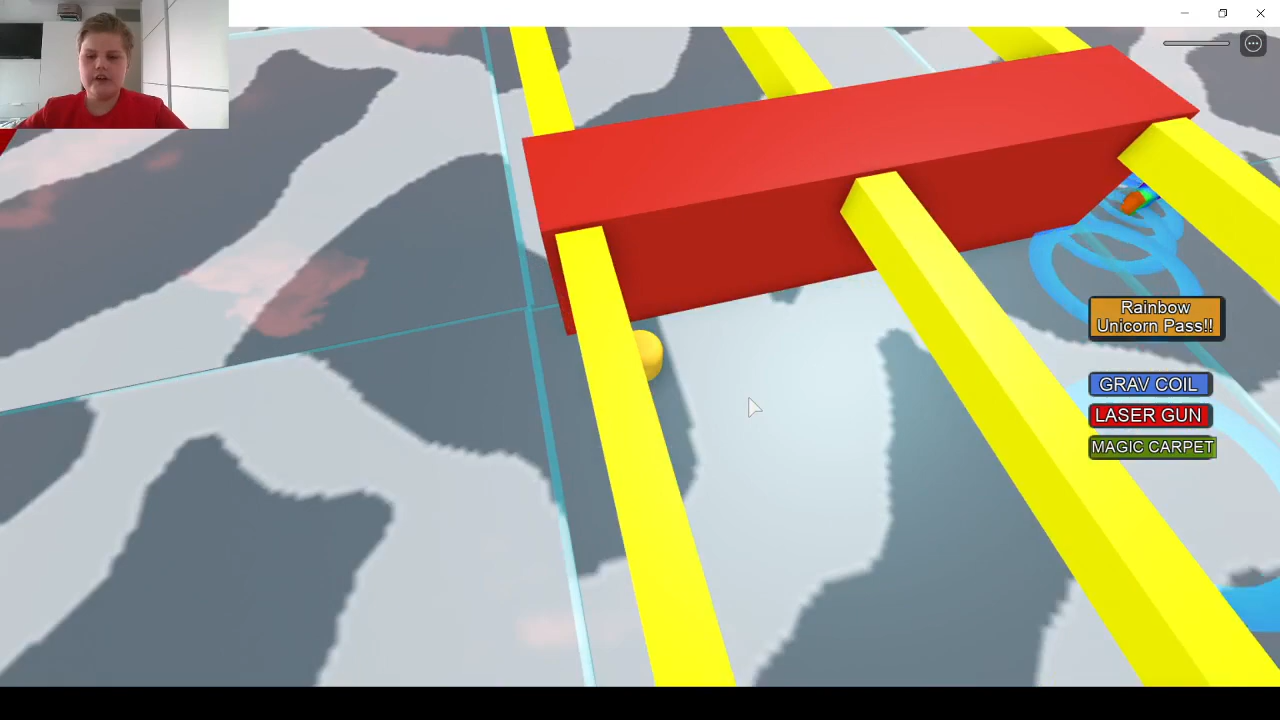 Rainbow
Unicorn Pass!!
GRAV COIL
LASER GUN
MAGIC CARPET